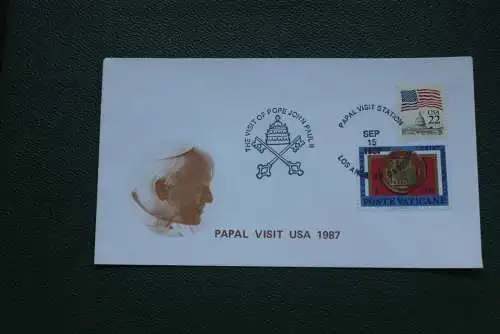 THE VISIT OF POPE JOHN PAUL II
PAPAL VISIT STATION
SEP
15
LOS AN
USA
22
POSTE VATICANE
PAPAL VISIT USA 1987